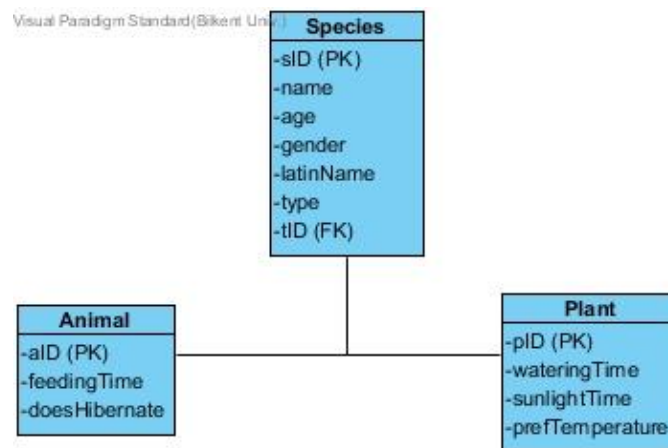 Visual Paradigm Standard(Bilkent Univ.)
Species
-sID (PK)
-name
-age
-gender
-latinName
-type
-tID (FK)
Animal
-aID (PK)
-feedingTime
-doesHibernate
Plant
-pID (PK)
-wateringTime
-sunlightTime
-prefTemperature